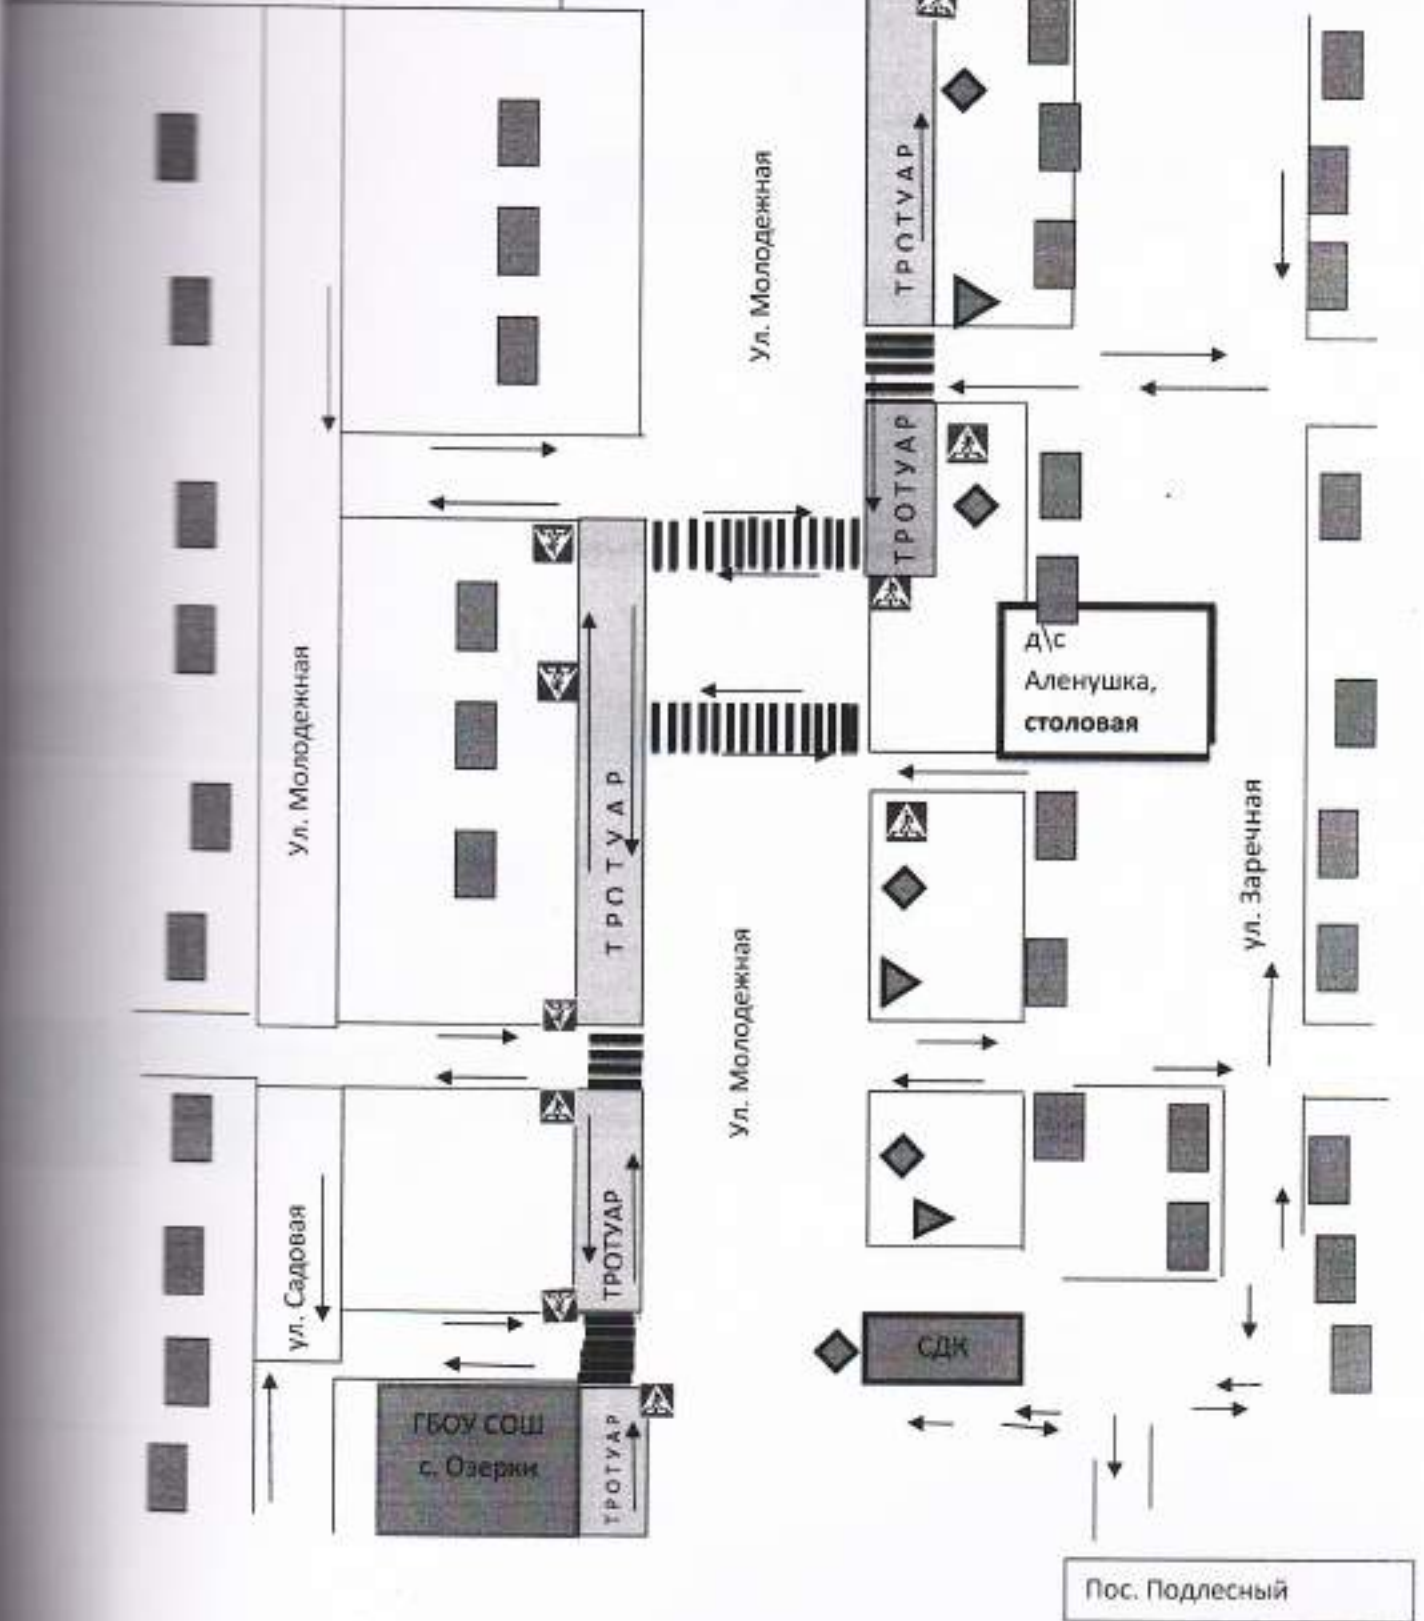 Ул. Молодежная
ТРОТУАР
ТРОТУАР
д\с
Аленушка,
столовая
Ул. Молодежная
ТРОТУАР
ул. Заречная
Ул. Молодежная
ТРОТУАР
ул. Садовая
СДК
ГБОУ СОШ
с. Озерки
ТРОТУАР
Пос. Подлесный